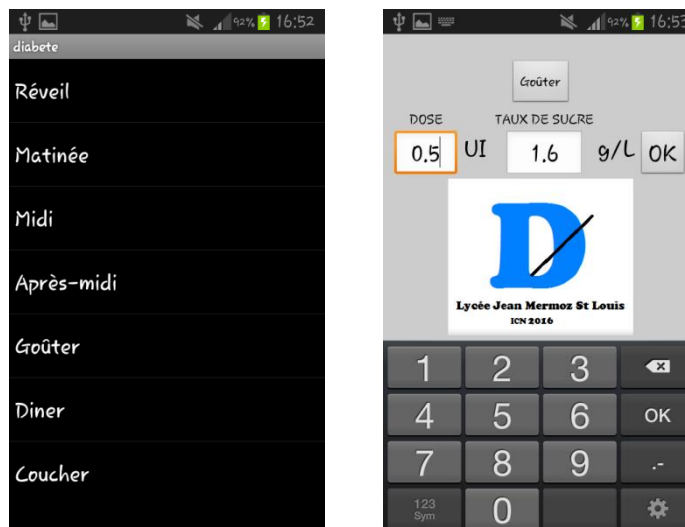 92% 16:52
diabete
Réveil
Matinée
Midi
Après-midi
Goûter
Diner
Coucher
92% 16:53
Goûter
DOSE TAUX DE SUCRE
0.5 UI 1.6 g/L OK
D
Lycée Jean Mermoz St Louis
ICN 2016
1 2 3
4 5 6 OK
7 8 9 .-
123 Sym 0